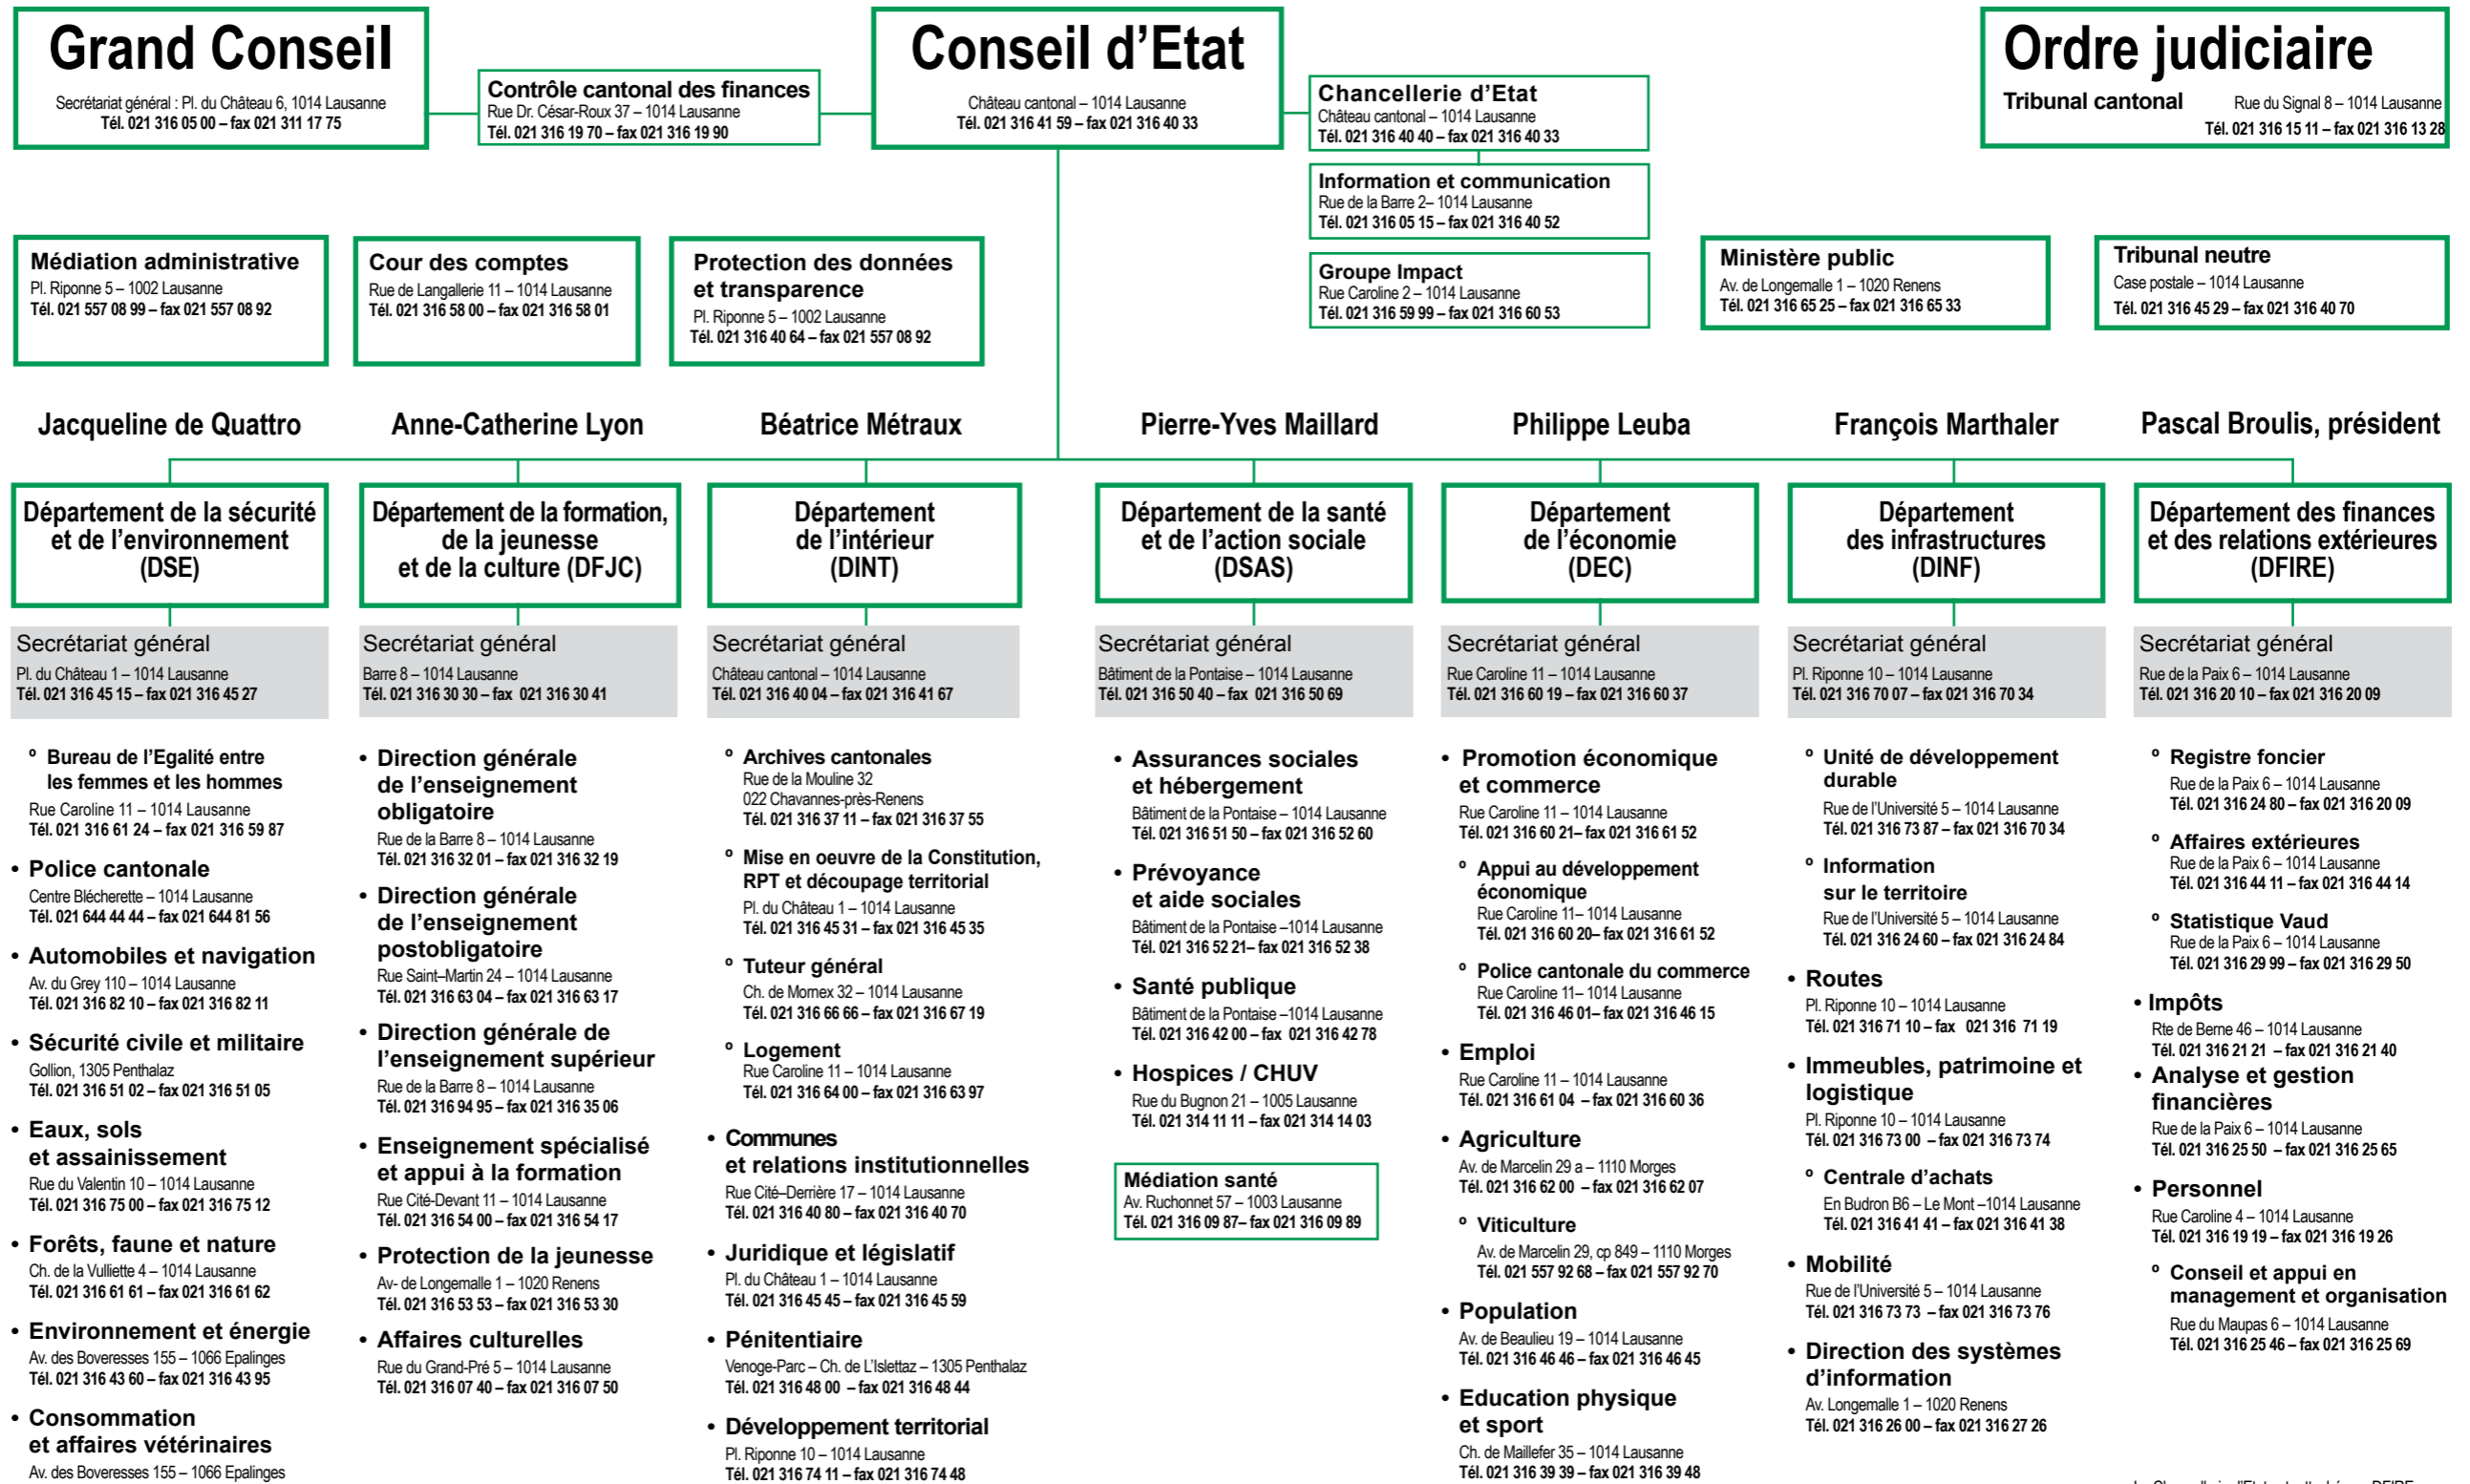 Grand Conseil
Secrétariat général : Pl. du Château 6, 1014 Lausanne
Tél. 021 316 05 00 – fax 021 311 17 75
Contrôle cantonal des finances
Rue Dr. César-Roux 37 – 1014 Lausanne
Tél. 021 316 19 70 – fax 021 316 19 90
Conseil d’Etat
Château cantonal – 1014 Lausanne
Tél. 021 316 41 59 – fax 021 316 40 33
Chancellerie d’Etat
Château cantonal – 1014 Lausanne
Tél. 021 316 40 40 – fax 021 316 40 33
Information et communication
Rue de la Barre 2– 1014 Lausanne
Tél. 021 316 05 15 – fax 021 316 40 52
Groupe Impact
Rue Caroline 2 – 1014 Lausanne
Tél. 021 316 59 99 – fax 021 316 60 53
Ordre judiciaire
Tribunal cantonal Rue du Signal 8 – 1014 Lausanne
Tél. 021 316 15 11 – fax 021 316 13 28
Médiation administrative
Pl. Riponne 5 – 1002 Lausanne
Tél. 021 557 08 99 – fax 021 557 08 92
Cour des comptes
Rue de Langallerie 11 – 1014 Lausanne
Tél. 021 316 58 00 – fax 021 316 58 01
Protection des données
et transparence
Pl. Riponne 5 – 1002 Lausanne
Tél. 021 316 40 64 – fax 021 557 08 92
Ministère public
Av. de Longemalle 1 – 1020 Renens
Tél. 021 316 65 25 – fax 021 316 65 33
Tribunal neutre
Case postale – 1014 Lausanne
Tél. 021 316 45 29 – fax 021 316 40 70
Jacqueline de Quattro
Département de la sécurité
et de l’environnement
(DSE)
Secrétariat général
Pl. du Château 1 – 1014 Lausanne
Tél. 021 316 45 15 – fax 021 316 45 27
º Bureau de l’Egalité entre
les femmes et les hommes
Rue Caroline 11 – 1014 Lausanne
Tél. 021 316 61 24 – fax 021 316 59 87
• Police cantonale
Centre Blécherette – 1014 Lausanne
Tél. 021 644 44 44 – fax 021 644 81 56
• Automobiles et navigation
Av. du Grey 110 – 1014 Lausanne
Tél. 021 316 82 10 – fax 021 316 82 11
• Sécurité civile et militaire
Gollion, 1305 Penthalaz
Tél. 021 316 51 02 – fax 021 316 51 05
• Eaux, sols
et assainissement
Rue du Valentin 10 – 1014 Lausanne
Tél. 021 316 75 00 – fax 021 316 75 12
• Forêts, faune et nature
Ch. de la Vulliette 4 – 1014 Lausanne
Tél. 021 316 61 61 – fax 021 316 61 62
• Environnement et énergie
Av. des Boveresses 155 – 1066 Epalinges
Tél. 021 316 43 60 – fax 021 316 43 95
• Consommation
et affaires vétérinaires
Av. des Boveresses 155 – 1066 Epalinges
Anne-Catherine Lyon
Département de la formation,
de la jeunesse
et de la culture (DFJC)
Secrétariat général
Barre 8 – 1014 Lausanne
Tél. 021 316 30 30 – fax 021 316 30 41
• Direction générale
de l’enseignement
obligatoire
Rue de la Barre 8 – 1014 Lausanne
Tél. 021 316 32 01 – fax 021 316 32 19
• Direction générale
de l’enseignement
postobligatoire
Rue Saint–Martin 24 – 1014 Lausanne
Tél. 021 316 63 04 – fax 021 316 63 17
• Direction générale de
l’enseignement supérieur
Rue de la Barre 8 – 1014 Lausanne
Tél. 021 316 94 95 – fax 021 316 35 06
• Enseignement spécialisé
et appui à la formation
Rue Cité-Devant 11 – 1014 Lausanne
Tél. 021 316 54 00 – fax 021 316 54 17
• Protection de la jeunesse
Av- de Longemalle 1 – 1020 Renens
Tél. 021 316 53 53 – fax 021 316 53 30
• Affaires culturelles
Rue du Grand-Pré 5 – 1014 Lausanne
Tél. 021 316 07 40 – fax 021 316 07 50
Béatrice Métraux
Département
de l’intérieur
(DINT)
Secrétariat général
Château cantonal – 1014 Lausanne
Tél. 021 316 40 04 – fax 021 316 41 67
º Archives cantonales
Rue de la Mouline 32
022 Chavannes-près-Renens
Tél. 021 316 37 11 – fax 021 316 37 55
º Mise en oeuvre de la Constitution,
RPT et découpage territorial
Pl. du Château 1 – 1014 Lausanne
Tél. 021 316 45 31 – fax 021 316 45 35
º Tuteur général
Ch. de Mornex 32 – 1014 Lausanne
Tél. 021 316 66 66 – fax 021 316 67 19
º Logement
Rue Caroline 11 – 1014 Lausanne
Tél. 021 316 64 00 – fax 021 316 63 97
• Communes
et relations institutionnelles
Rue Cité–Derrière 17 – 1014 Lausanne
Tél. 021 316 40 80 – fax 021 316 40 70
• Juridique et législatif
Pl. du Château 1 – 1014 Lausanne
Tél. 021 316 45 45 – fax 021 316 45 59
• Pénitentiaire
Venoge-Parc – Ch. de L’Islettaz – 1305 Penthalaz
Tél. 021 316 48 00 – fax 021 316 48 44
• Développement territorial
Pl. Riponne 10 – 1014 Lausanne
Tél. 021 316 74 11 – fax 021 316 74 48
Pierre-Yves Maillard
Département de la santé
et de l’action sociale
(DSAS)
Secrétariat général
Bâtiment de la Pontaise – 1014 Lausanne
Tél. 021 316 50 40 – fax 021 316 50 69
• Assurances sociales
et hébergement
Bâtiment de la Pontaise – 1014 Lausanne
Tél. 021 316 51 50 – fax 021 316 52 60
• Prévoyance
et aide sociales
Bâtiment de la Pontaise –1014 Lausanne
Tél. 021 316 52 21– fax 021 316 52 38
• Santé publique
Bâtiment de la Pontaise –1014 Lausanne
Tél. 021 316 42 00 – fax 021 316 42 78
• Hospices / CHUV
Rue du Bugnon 21 – 1005 Lausanne
Tél. 021 314 11 11 – fax 021 314 14 03
Médiation santé
Av. Ruchonnet 57 – 1003 Lausanne
Tél. 021 316 09 87– fax 021 316 09 89
Philippe Leuba
Département
de l’économie
(DEC)
Secrétariat général
Rue Caroline 11 – 1014 Lausanne
Tél. 021 316 60 19 – fax 021 316 60 37
• Promotion économique
et commerce
Rue Caroline 11 – 1014 Lausanne
Tél. 021 316 60 21– fax 021 316 61 52
º Appui au développement
économique
Rue Caroline 11– 1014 Lausanne
Tél. 021 316 60 20– fax 021 316 61 52
º Police cantonale du commerce
Rue Caroline 11– 1014 Lausanne
Tél. 021 316 46 01– fax 021 316 46 15
• Emploi
Rue Caroline 11 – 1014 Lausanne
Tél. 021 316 61 04 – fax 021 316 60 36
• Agriculture
Av. de Marcelin 29 a – 1110 Morges
Tél. 021 316 62 00 – fax 021 316 62 07
º Viticulture
Av. de Marcelin 29, cp 849 – 1110 Morges
Tél. 021 557 92 68 – fax 021 557 92 70
• Population
Av. de Beaulieu 19 – 1014 Lausanne
Tél. 021 316 46 46 – fax 021 316 46 45
• Education physique
et sport
Ch. de Maillefer 35 – 1014 Lausanne
Tél. 021 316 39 39 – fax 021 316 39 48
François Marthaler
Département
des infrastructures
(DINF)
Secrétariat général
Pl. Riponne 10 – 1014 Lausanne
Tél. 021 316 70 07 – fax 021 316 70 34
º Unité de développement
durable
Rue de l’Université 5 – 1014 Lausanne
Tél. 021 316 73 87 – fax 021 316 70 34
º Information
sur le territoire
Rue de l’Université 5 – 1014 Lausanne
Tél. 021 316 24 60 – fax 021 316 24 84
• Routes
Pl. Riponne 10 – 1014 Lausanne
Tél. 021 316 71 10 – fax 021 316 71 19
• Immeubles, patrimoine et
logistique
Pl. Riponne 10 – 1014 Lausanne
Tél. 021 316 73 00 – fax 021 316 73 74
º Centrale d’achats
En Budron B6 – Le Mont –1014 Lausanne
Tél. 021 316 41 41 – fax 021 316 41 38
• Mobilité
Rue de l’Université 5 – 1014 Lausanne
Tél. 021 316 73 73 – fax 021 316 73 76
• Direction des systèmes
d’information
Av. Longemalle 1 – 1020 Renens
Tél. 021 316 26 00 – fax 021 316 27 26
Pascal Broulis, président
Département des finances
et des relations extérieures
(DFIRE)
Secrétariat général
Rue de la Paix 6 – 1014 Lausanne
Tél. 021 316 20 10 – fax 021 316 20 09
º Registre foncier
Rue de la Paix 6 – 1014 Lausanne
Tél. 021 316 24 80 – fax 021 316 20 09
º Affaires extérieures
Rue de la Paix 6 – 1014 Lausanne
Tél. 021 316 44 11 – fax 021 316 44 14
º Statistique Vaud
Rue de la Paix 6 – 1014 Lausanne
Tél. 021 316 29 99 – fax 021 316 29 50
• Impôts
Rte de Berne 46 – 1014 Lausanne
Tél. 021 316 21 21 – fax 021 316 21 40
• Analyse et gestion
financières
Rue de la Paix 6 – 1014 Lausanne
Tél. 021 316 25 50 – fax 021 316 25 65
• Personnel
Rue Caroline 4 – 1014 Lausanne
Tél. 021 316 19 19 – fax 021 316 19 26
º Conseil et appui en
management et organisation
Rue du Maupas 6 – 1014 Lausanne
Tél. 021 316 25 46 – fax 021 316 25 69